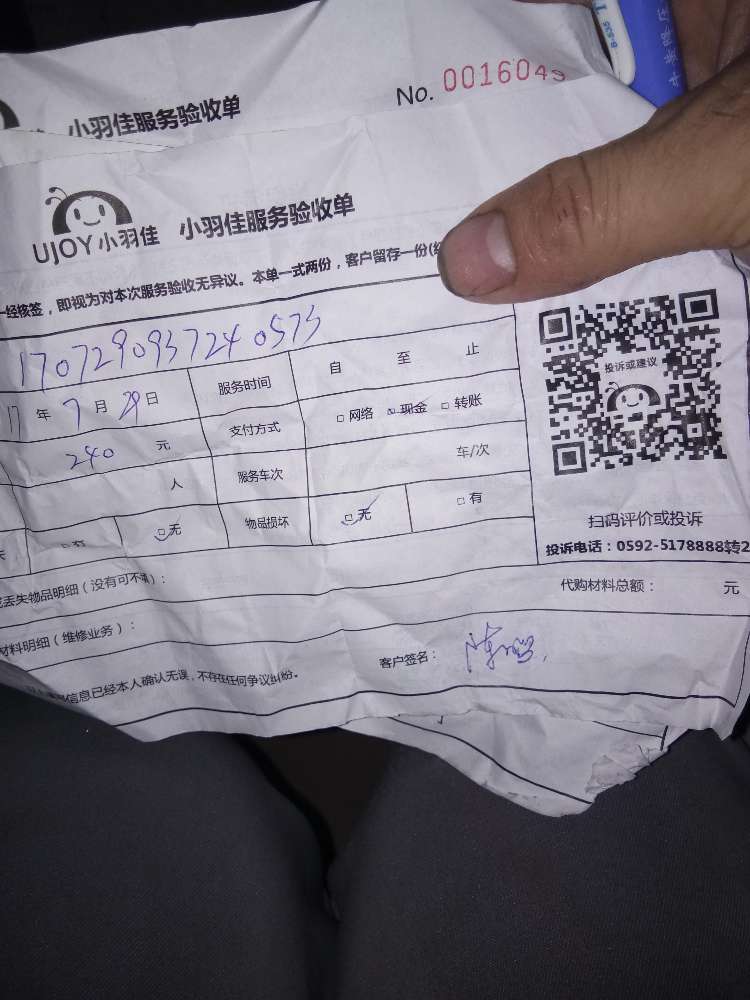 小羽佳服务验收单
No. 0016049
UJOY小羽佳 小羽佳服务验收单
一经核签,即视为对本次服务验收无异议。本单一式两份,客户留存一份(
1707290937240573
17年7月29日 服务时间 自 至 止
240 元 支付方式 □网络 □现金 □转账
人 服务车次 车/次
□有 □无 物品损坏 □无 □有
丢失物品明细(没有可不填):
代购材料总额: 元
材料明细(维修业务):
信息已经本人确认无误,不存在任何争议纠纷。
客户签名:
投诉或建议
扫码评价或投诉
投诉电话:0592-5178888转2